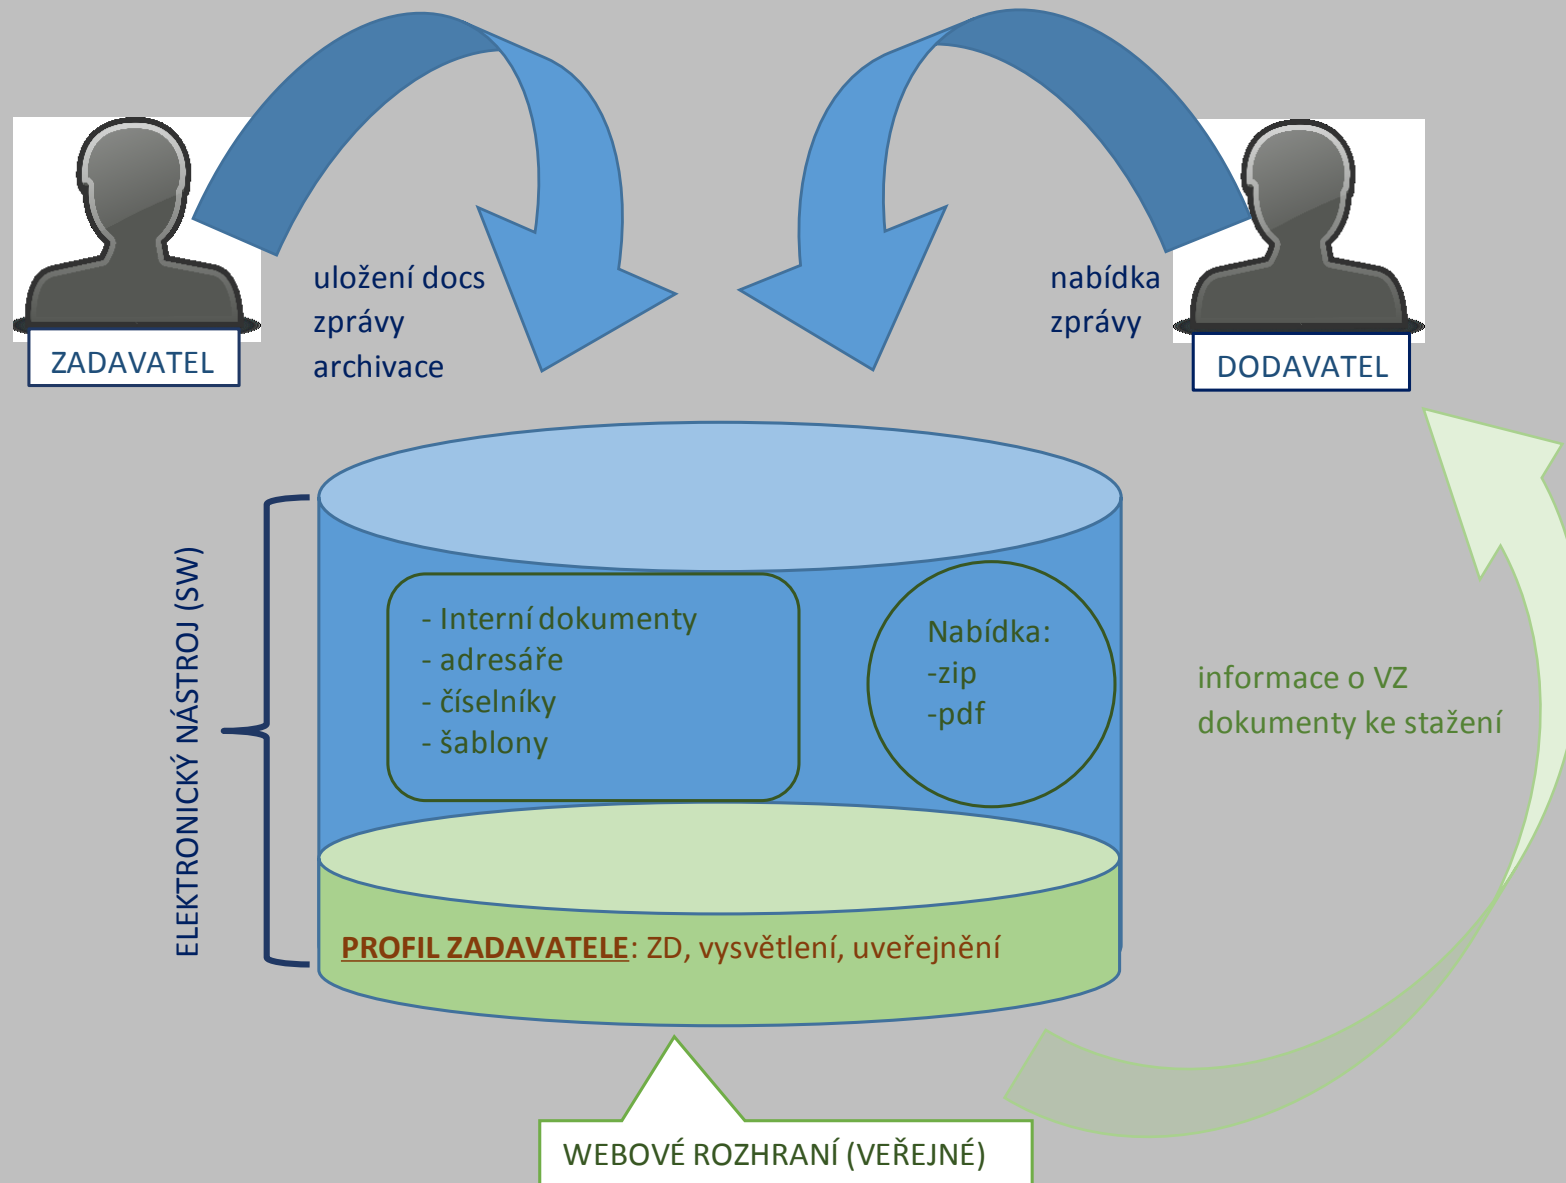 uložení docs
zprávy
archivace
ZADAVATEL
nabídka
zprávy
DODAVATEL
ELEKTRONICKÝ NÁSTROJ (SW)
- Interní dokumenty
- adresáře
- číselníky
- šablony
Nabídka:
-zip
-pdf
informace o VZ
dokumenty ke stažení
PROFIL ZADAVATELE: ZD, vysvětlení, uveřejnění
WEBOVÉ ROZHRANÍ (VEŘEJNÉ)